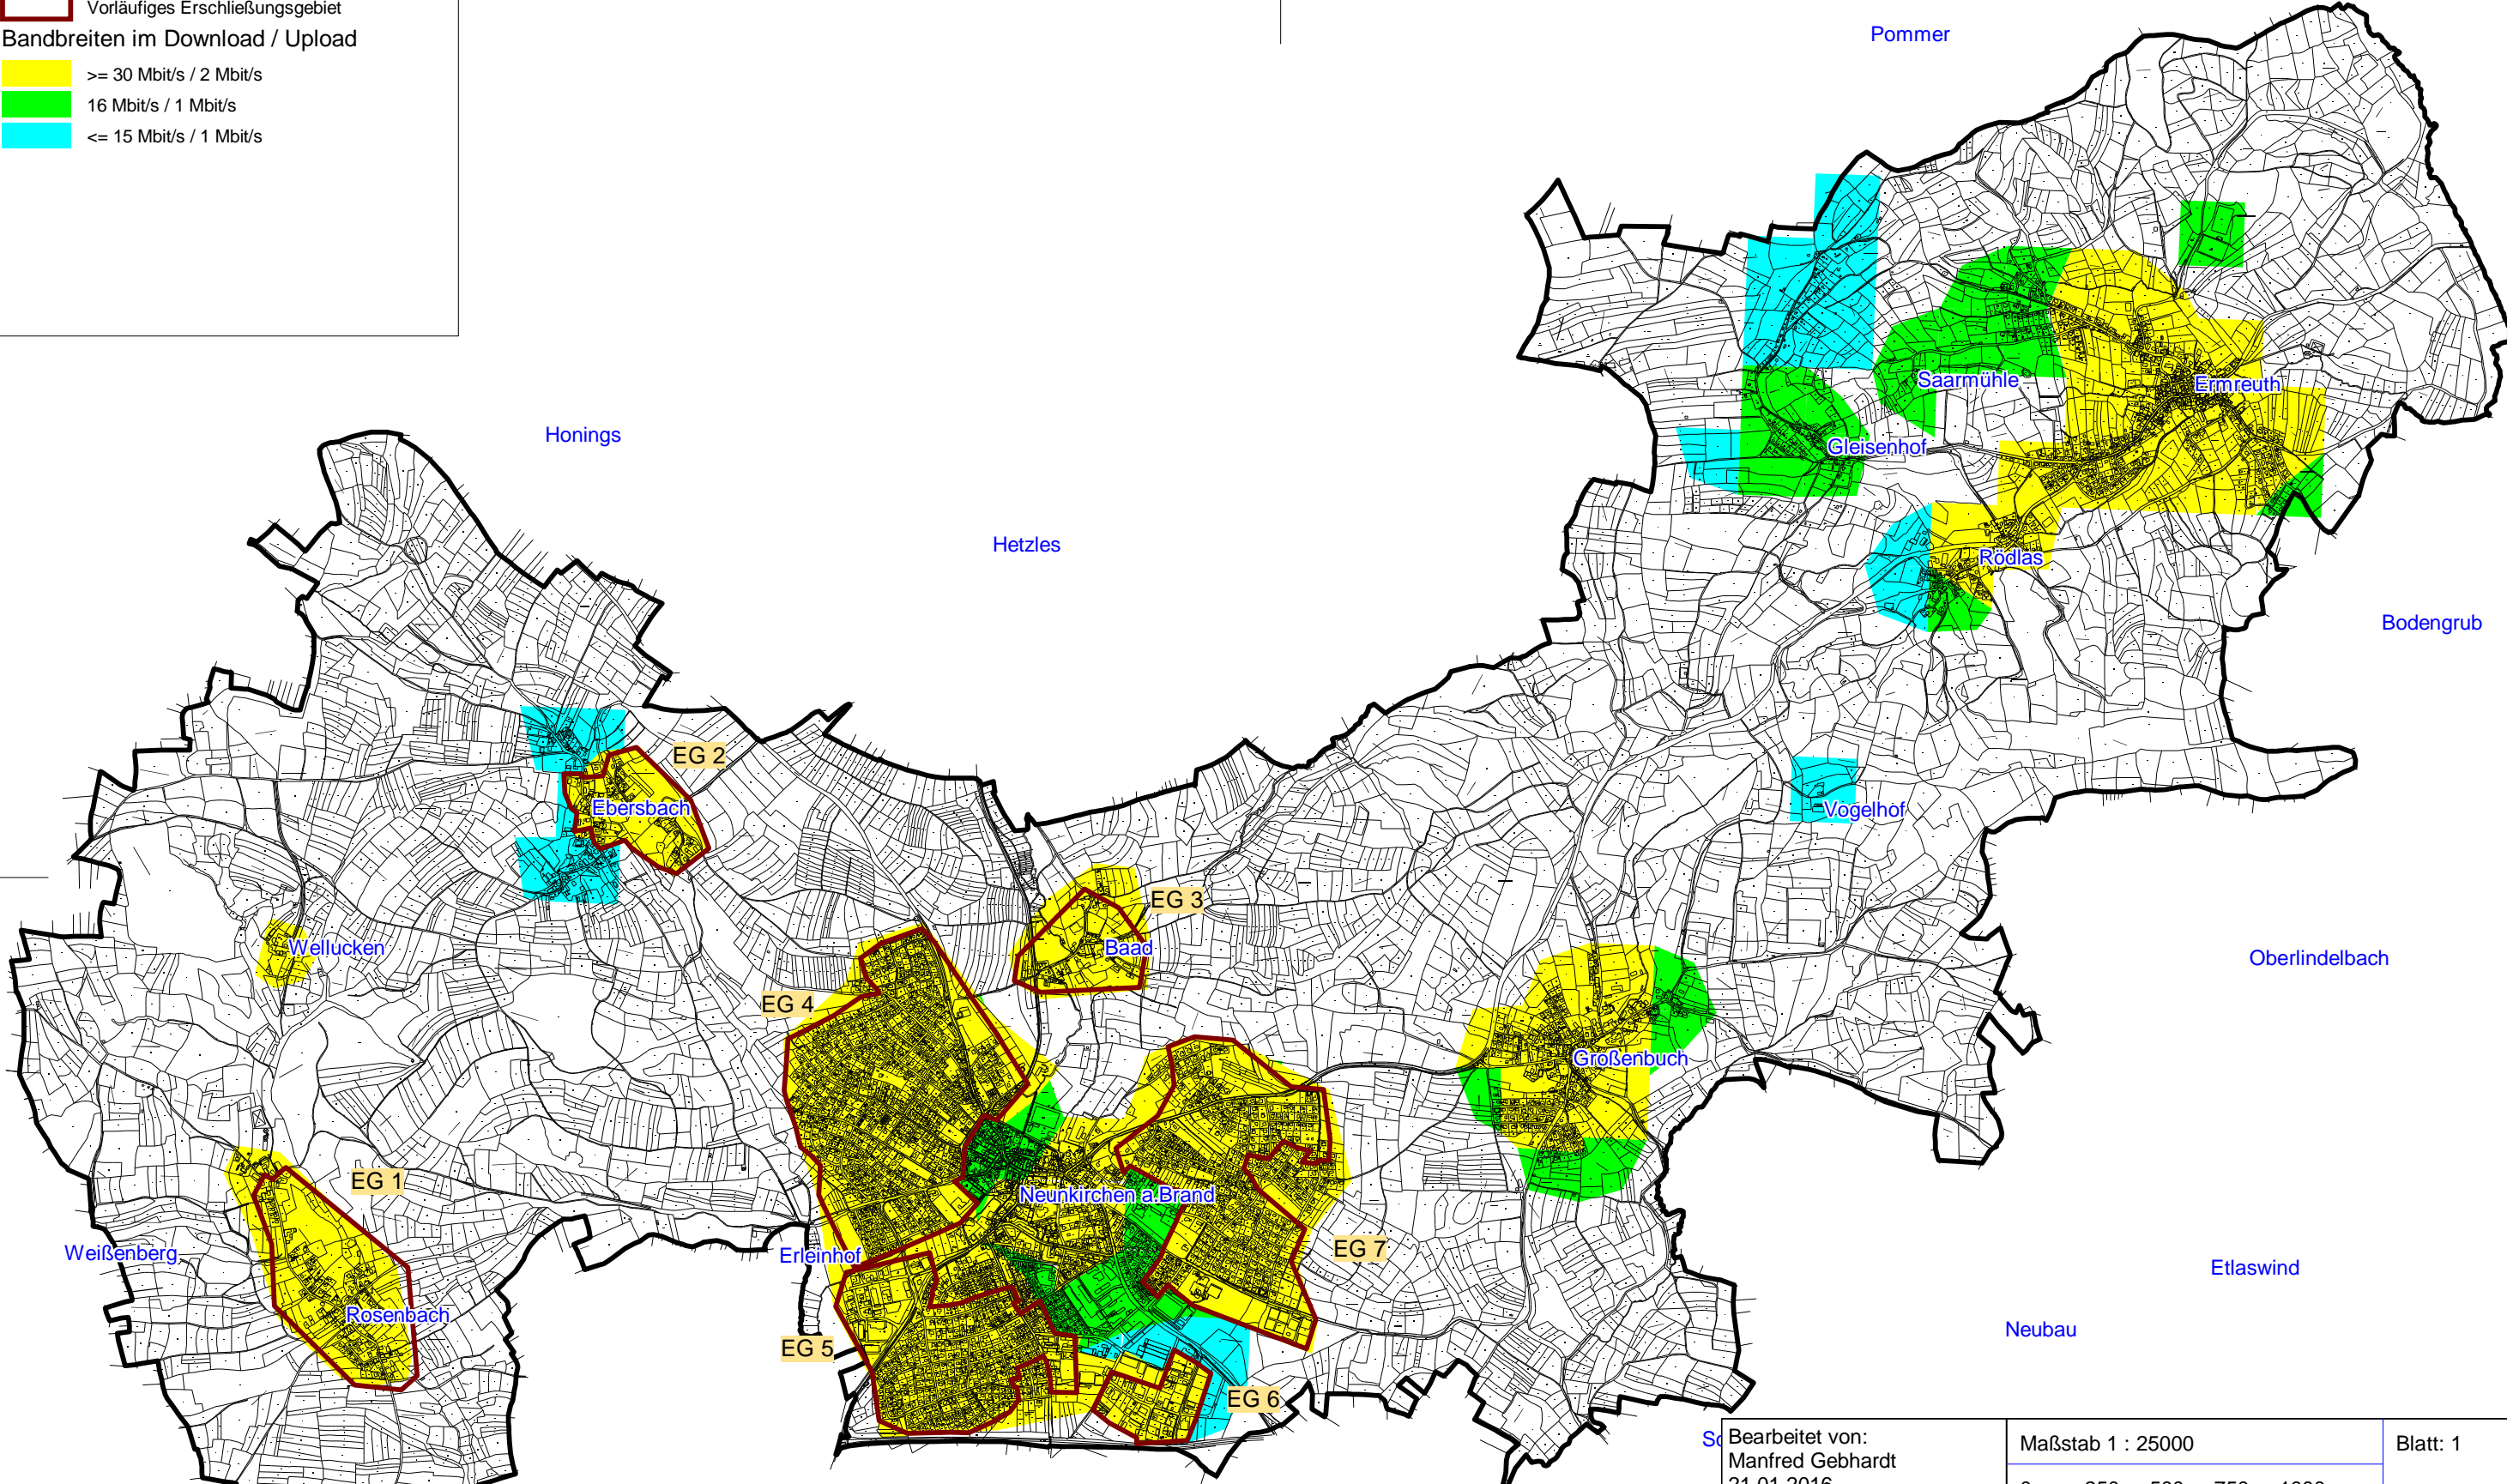 Vorläufiges Erschließungsgebiet
Bandbreiten im Download / Upload
>= 30 Mbit/s / 2 Mbit/s
16 Mbit/s / 1 Mbit/s
<= 15 Mbit/s / 1 Mbit/s
Pommer
Honings
Hetzles
Saarmühle
Ermreuth
Gleisenhof
Rödlas
Bodengrub
EG 2
Ebersbach
Vogelhof
EG 3
Baad
Wellucken
Oberlindelbach
EG 4
Großenbuch
EG 1
Neunkirchen a.Brand
Weißenberg
Erleinhof
EG 7
Etlaswind
Rosenbach
Neubau
EG 5
EG 6
Bearbeitet von:
Manfred Gebhardt
21.01.2016
Maßstab 1 : 25000
Blatt: 1